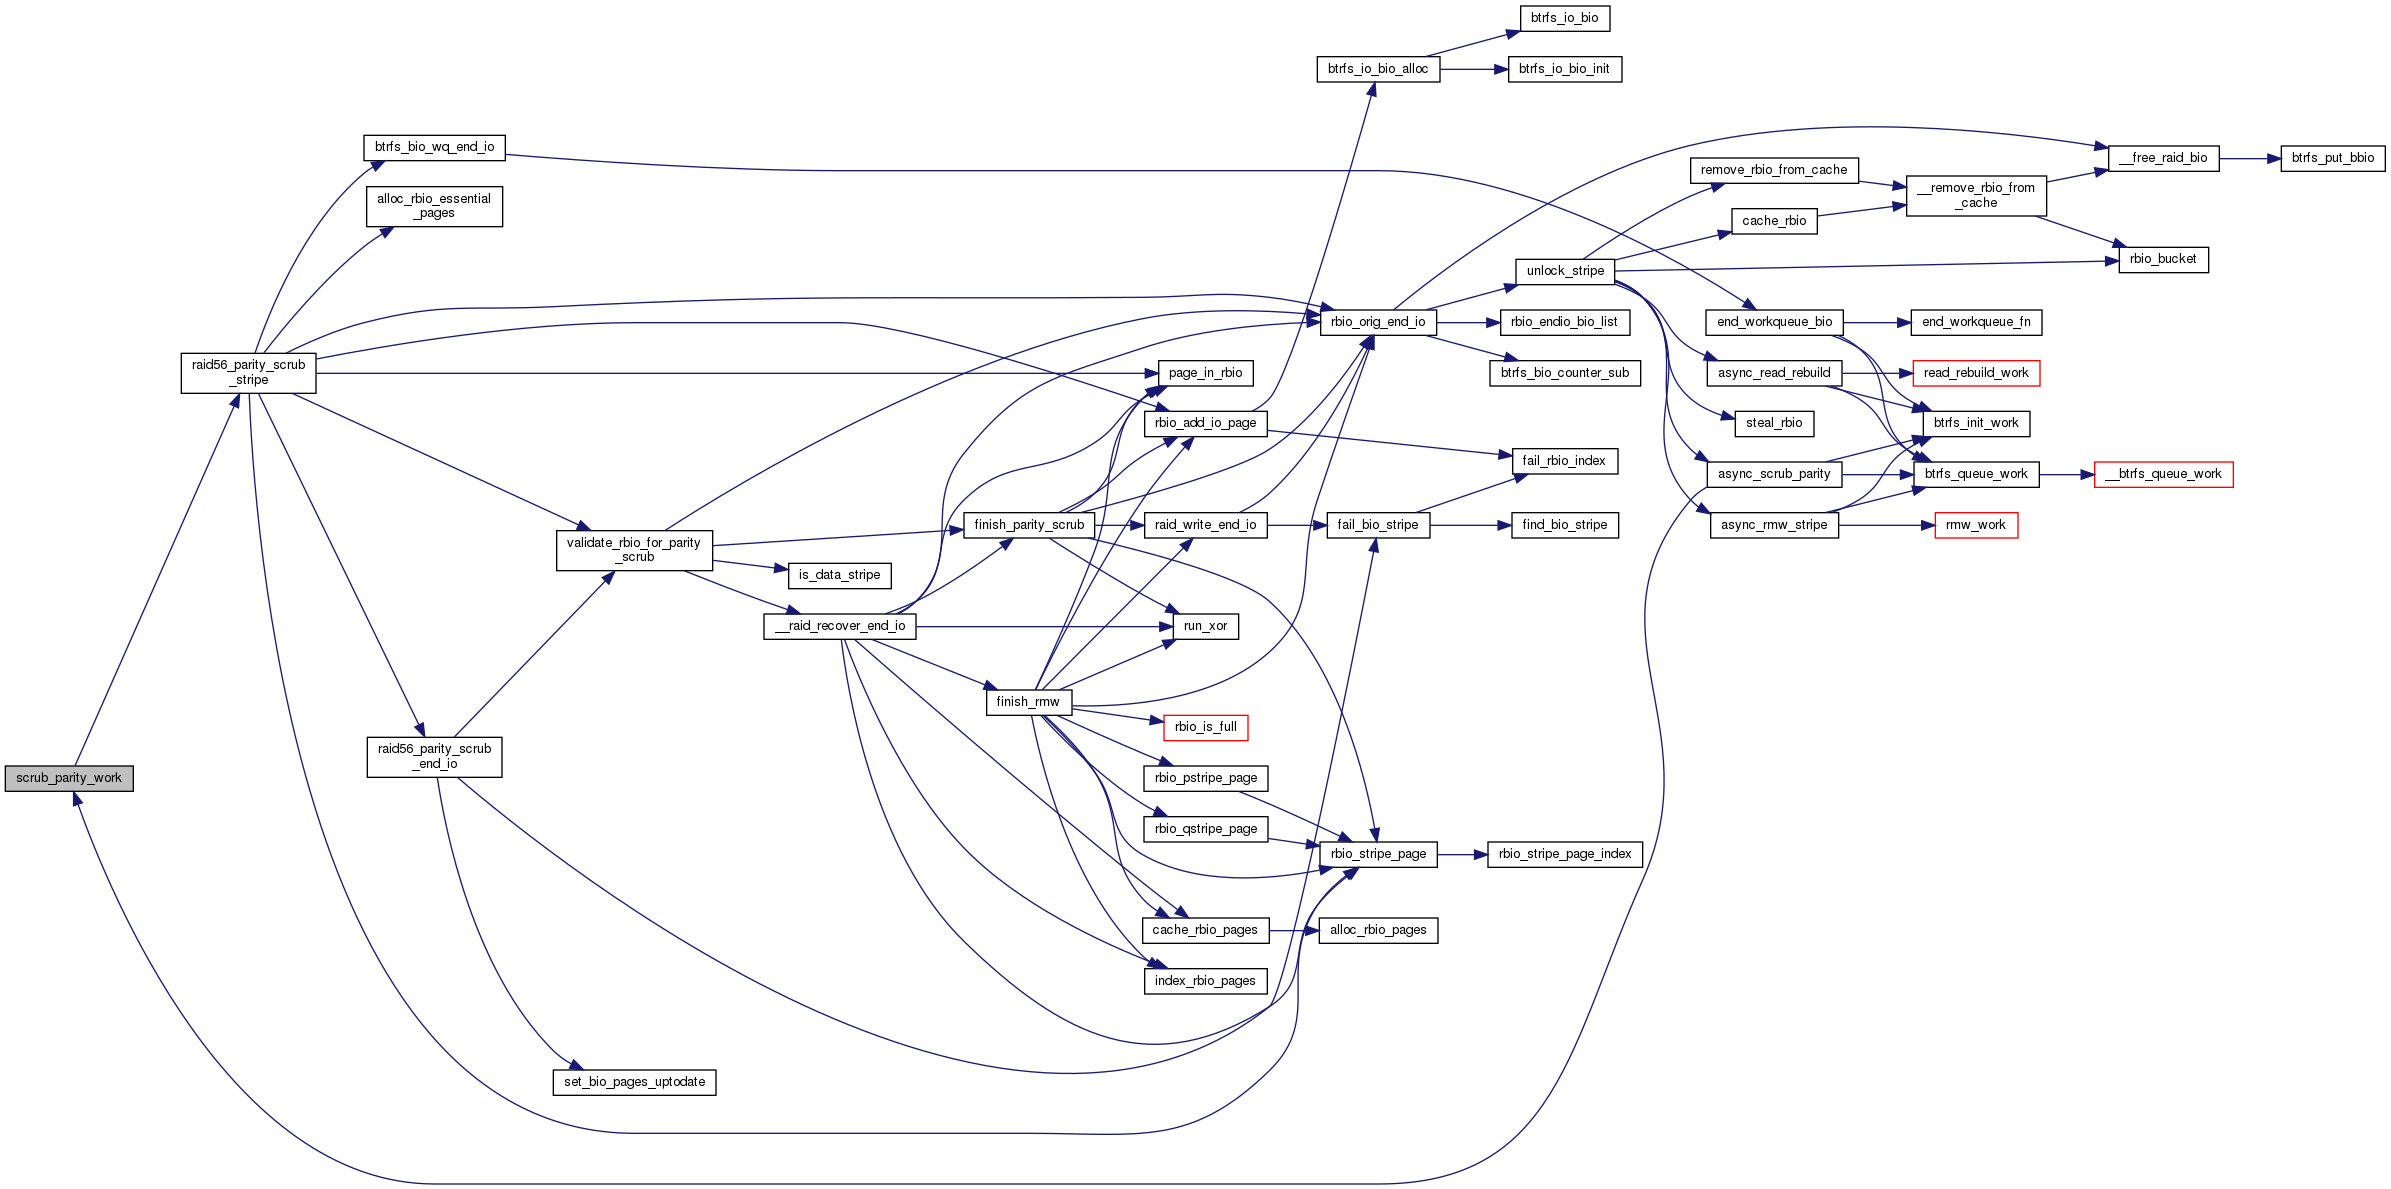 btrfs_io_bio
btrfs_io_bio_alloc
btrfs_io_bio_init
btrfs_bio_wq_end_io
__free_raid_bio
btrfs_put_bbio
remove_rbio_from_cache
alloc_rbio_essential
_pages
__remove_rbio_from
_cache
cache_rbio
unlock_stripe
rbio_bucket
rbio_orig_end_io
rbio_endio_bio_list
end_workqueue_bio
end_workqueue_fn
raid56_parity_scrub
_stripe
page_in_rbio
btrfs_bio_counter_sub
async_read_rebuild
read_rebuild_work
rbio_add_io_page
steal_rbio
btrfs_init_work
fail_rbio_index
async_scrub_parity
btrfs_queue_work
__btrfs_queue_work
finish_parity_scrub
raid_write_end_io
fail_bio_stripe
find_bio_stripe
async_rmw_stripe
rmw_work
validate_rbio_for_parity
_scrub
is_data_stripe
__raid_recover_end_io
run_xor
finish_rmw
rbio_is_full
raid56_parity_scrub
_end_io
scrub_parity_work
rbio_pstripe_page
rbio_qstripe_page
rbio_stripe_page
rbio_stripe_page_index
cache_rbio_pages
alloc_rbio_pages
index_rbio_pages
set_bio_pages_uptodate